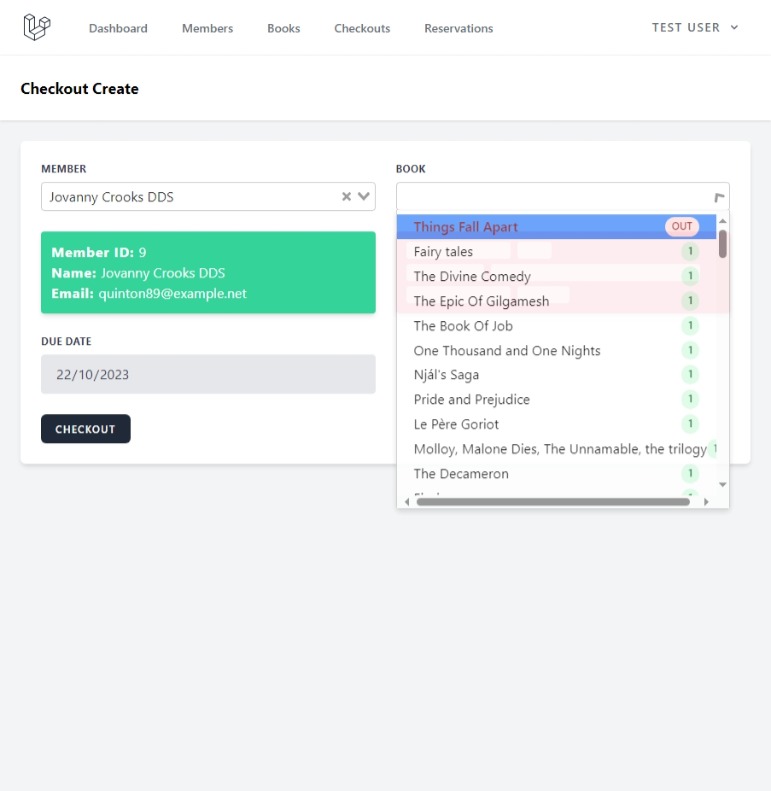 Dashboard Members Books Checkouts Reservations TEST USER
Checkout Create
MEMBER
Jovanny Crooks DDS
Member ID: 9
Name: Jovanny Crooks DDS
Email: quinton89@example.net
DUE DATE
22/10/2023
CHECKOUT
BOOK
Things Fall Apart OUT
Fairy tales 1
The Divine Comedy 1
The Epic Of Gilgamesh 1
The Book Of Job 1
One Thousand and One Nights 1
Njál's Saga 1
Pride and Prejudice 1
Le Père Goriot 1
Molloy, Malone Dies, The Unnamable, the trilogy 1
The Decameron 1